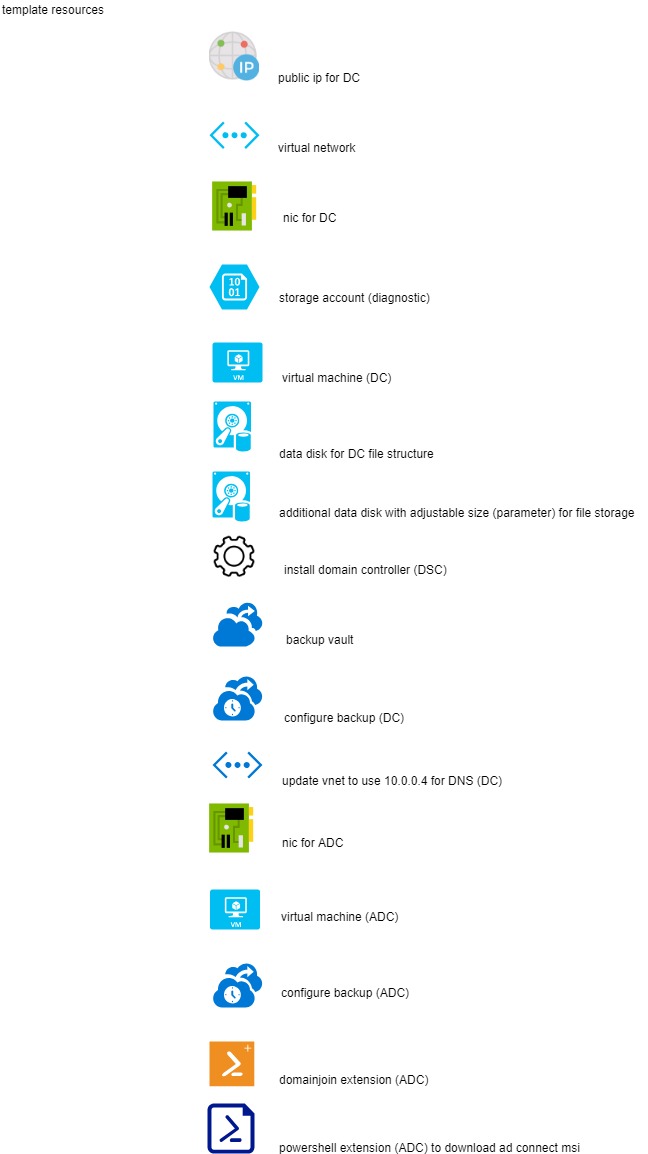 template resources
IP
public ip for DC
virtual network
nic for DC
10
01
storage account (diagnostic)
VM
virtual machine (DC)
data disk for DC file structure
additional data disk with adjustable size (parameter) for file storage
install domain controller (DSC)
backup vault
configure backup (DC)
update vnet to use 10.0.0.4 for DNS (DC)
nic for ADC
VM
virtual machine (ADC)
configure backup (ADC)
domainjoin extension (ADC)
powershell extension (ADC) to download ad connect msi